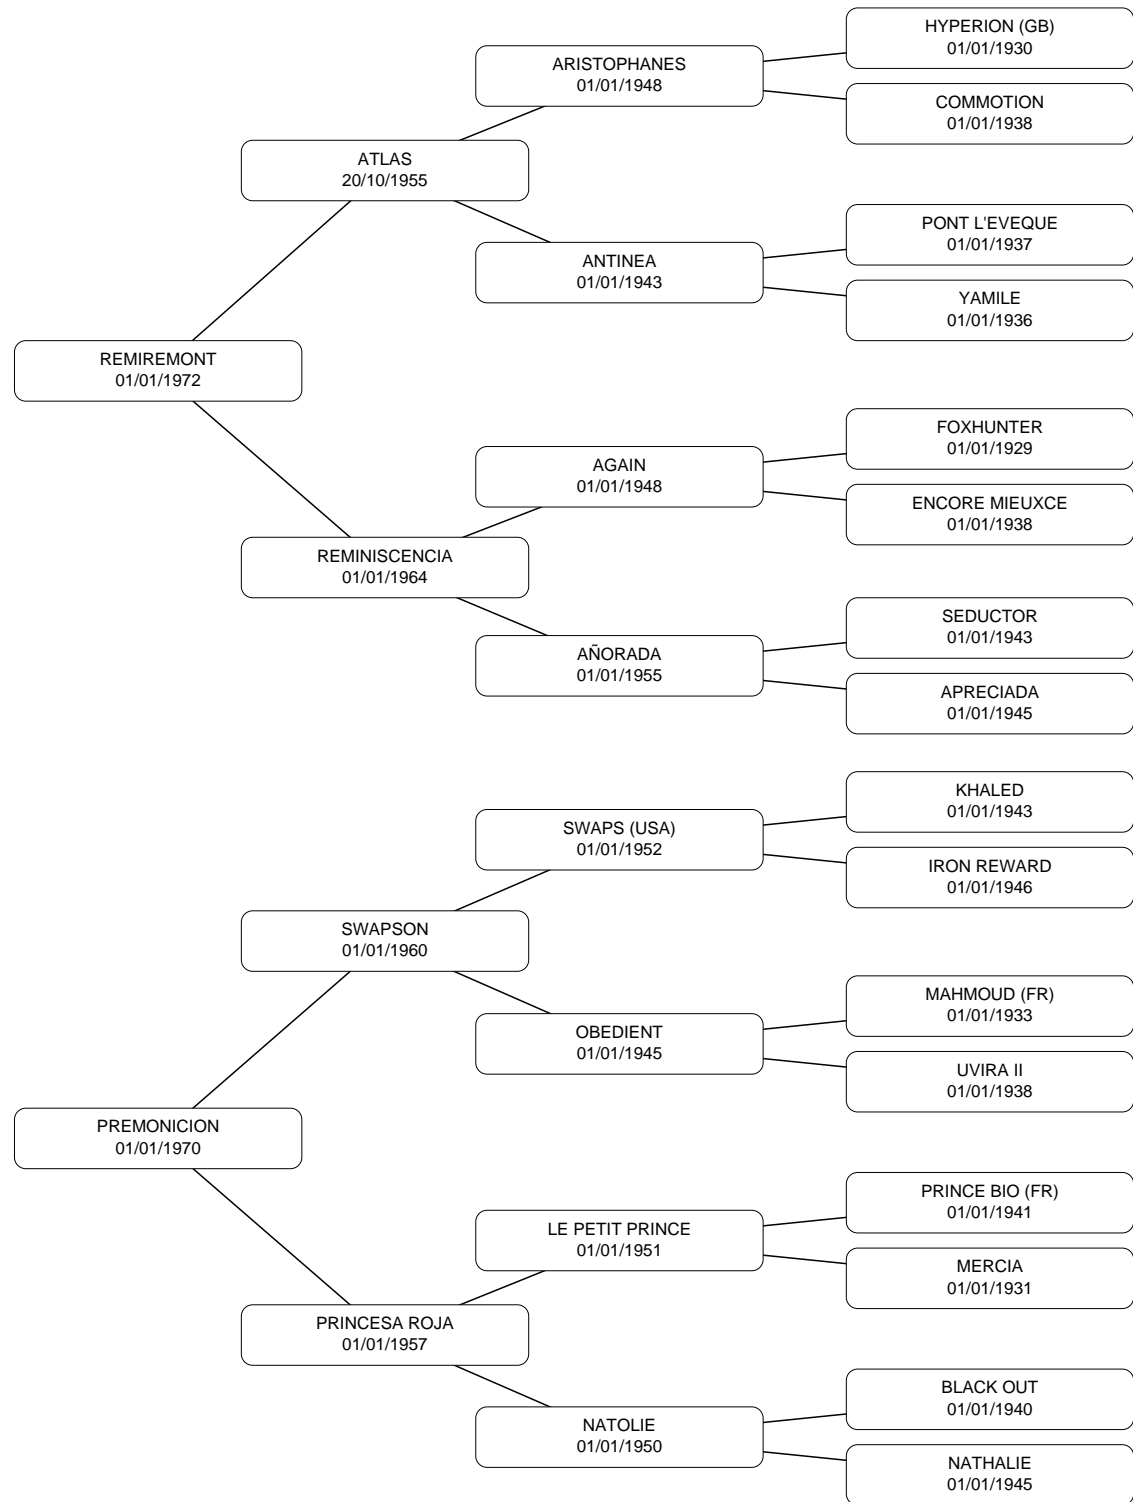 HYPERION (GB)
01/01/1930
ARISTOPHANES
01/01/1948
COMMOTION
01/01/1938
ATLAS
20/10/1955
PONT L'EVEQUE
01/01/1937
ANTINEA
01/01/1943
YAMILE
01/01/1936
REMIREMONT
01/01/1972
FOXHUNTER
01/01/1929
AGAIN
01/01/1948
ENCORE MIEUXCE
01/01/1938
REMINISCENCIA
01/01/1964
SEDUCTOR
01/01/1943
AÑORADA
01/01/1955
APRECIADA
01/01/1945
KHALED
01/01/1943
SWAPS (USA)
01/01/1952
IRON REWARD
01/01/1946
SWAPSON
01/01/1960
MAHMOUD (FR)
01/01/1933
OBEDIENT
01/01/1945
UVIRA II
01/01/1938
PREMONICION
01/01/1970
PRINCE BIO (FR)
01/01/1941
LE PETIT PRINCE
01/01/1951
MERCIA
01/01/1931
PRINCESA ROJA
01/01/1957
BLACK OUT
01/01/1940
NATOLIE
01/01/1950
NATHALIE
01/01/1945